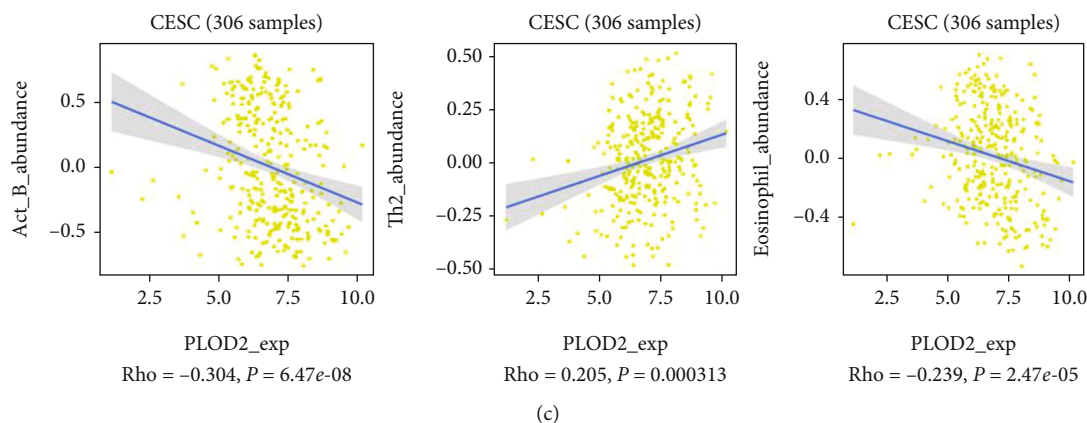 CESC (306 samples)
Act_B_abundance
0.5
0.0
−0.5
2.5
5.0
7.5
10.0
PLOD2_exp
Rho = −0.304, P = 6.47e-08
CESC (306 samples)
Th2_abundance
0.50
0.25
0.00
−0.25
−0.50
2.5
5.0
7.5
10.0
PLOD2_exp
Rho = 0.205, P = 0.000313
CESC (306 samples)
Eosinophil_abundance
0.4
0.0
−0.4
2.5
5.0
7.5
10.0
PLOD2_exp
Rho = −0.239, P = 2.47e-05
(c)